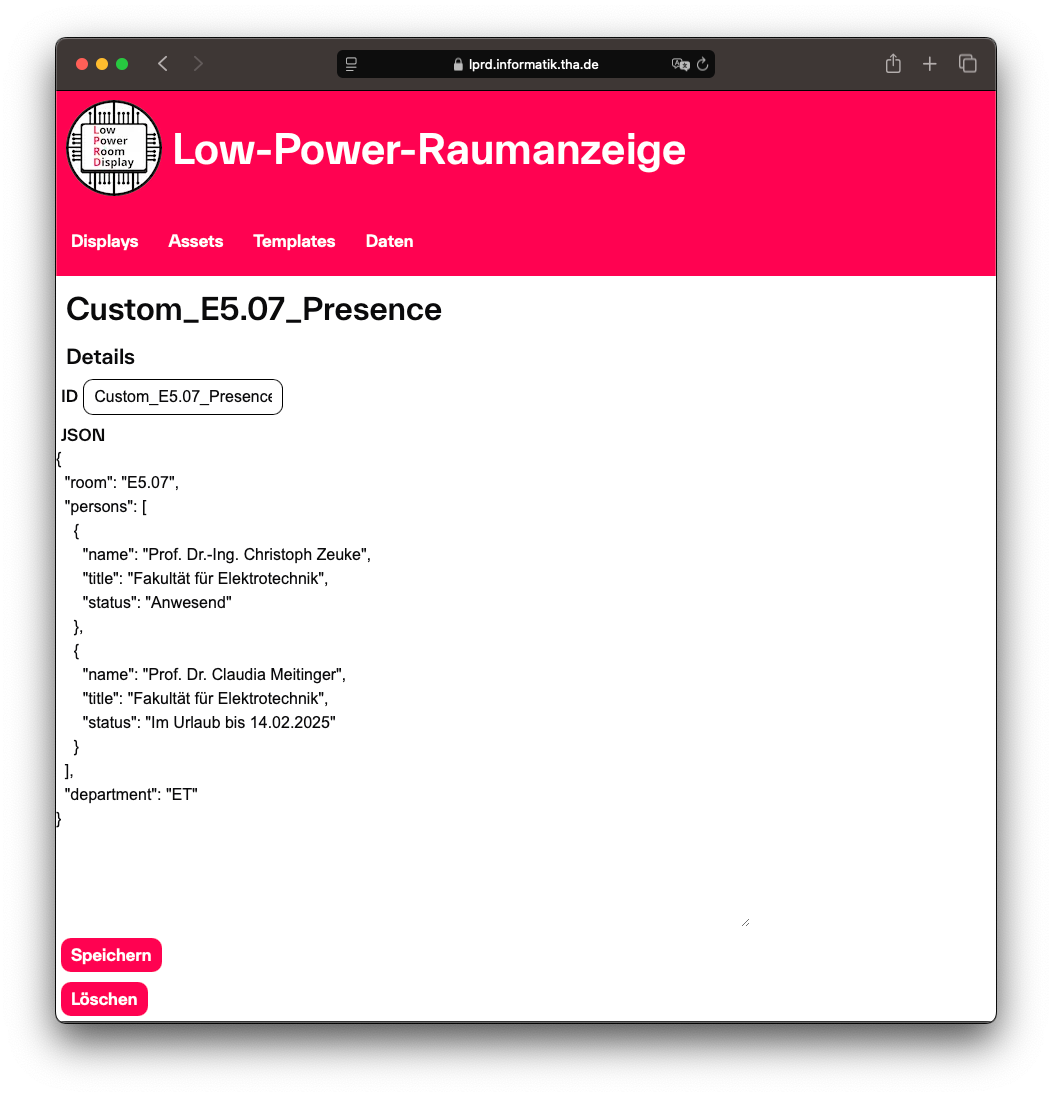 lprd.informatik.tha.de
Low
Power
Room
Display
Low-Power-Raumanzeige
Displays Assets Templates Daten
Custom_E5.07_Presence
Details
ID Custom_E5.07_Presence
JSON
{
"room": "E5.07",
"persons": [
{
"name": "Prof. Dr.-Ing. Christoph Zeuke",
"title": "Fakultät für Elektrotechnik",
"status": "Anwesend"
},
{
"name": "Prof. Dr. Claudia Meitinger",
"title": "Fakultät für Elektrotechnik",
"status": "Im Urlaub bis 14.02.2025"
}
],
"department": "ET"
}
Speichern
Löschen